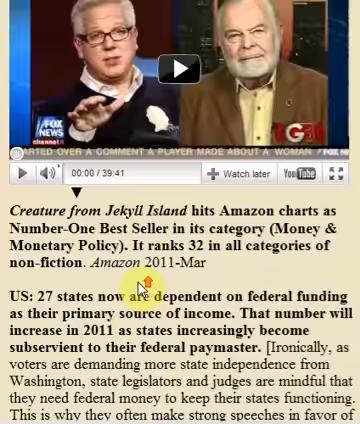 FOX
NEWS
channel
ARTED OVER A COMMENT A PLAYER MADE ABOUT A WOMAN
00:00 / 39:41
Watch later
YouTube
Creature from Jekyll Island hits Amazon charts as
Number-One Best Seller in its category (Money &
Monetary Policy). It ranks 32 in all categories of
non-fiction. Amazon 2011-Mar
US: 27 states now are dependent on federal funding
as their primary source of income. That number will
increase in 2011 as states increasingly become
subservient to their federal paymaster. [Ironically, as
voters are demanding more state independence from
Washington, state legislators and judges are mindful that
they need federal money to keep their states functioning.
This is why they often make strong speeches in favor of